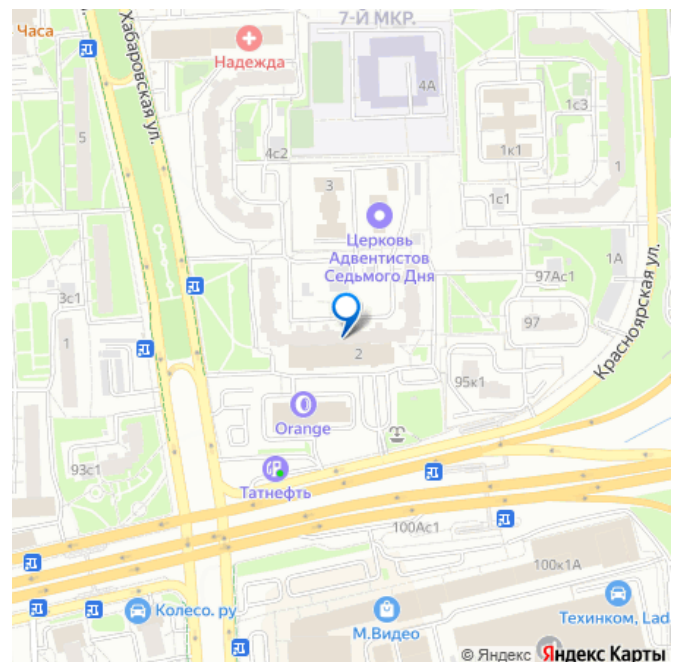 Часа
7-Й МКР.
Хабаровская ул.
Надежда
4А
1с3
5
1к1
4с2
1
3
1с1
Церковь
Адвентистов
Седьмого Дня
97Ас1
1А
3с1
97
Красноярская ул.
1
2
95к1
Orange
93с1
Татнефть
100Ас1
100к1А
Колесо. ру
М.Видео
Техинком, Lad
© Яндекс Яндекс Карты